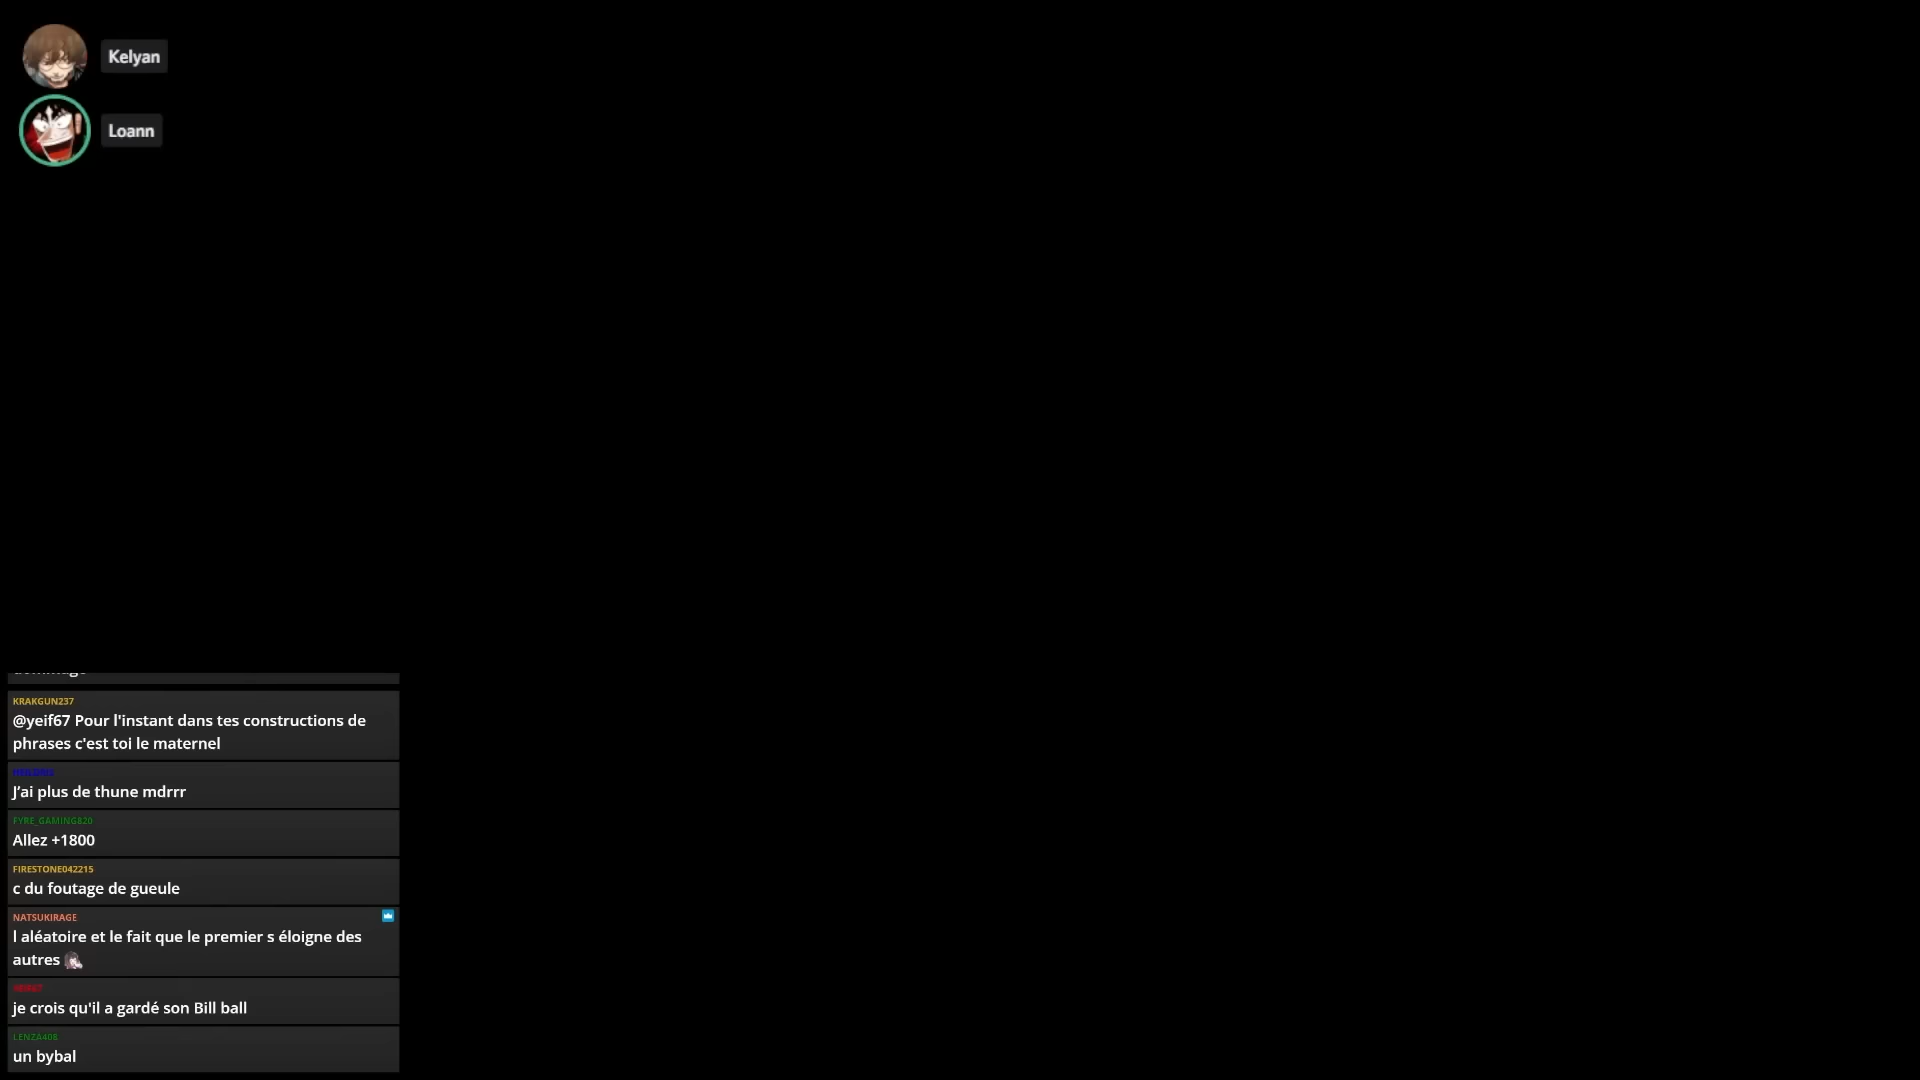 Kelyan
Loann
KRAKGUN237
@yeif67 Pour l'instant dans tes constructions de
phrases c'est toi le maternel
J'ai plus de thune mdrrr
FYRE_GAMING820
Allez +1800
FIRESTONE042215
c du foutage de gueule
NATSUKIRAGE
l aléatoire et le fait que le premier s éloigne des
autres
je crois qu'il a gardé son Bill ball
LENZA408
un bybal